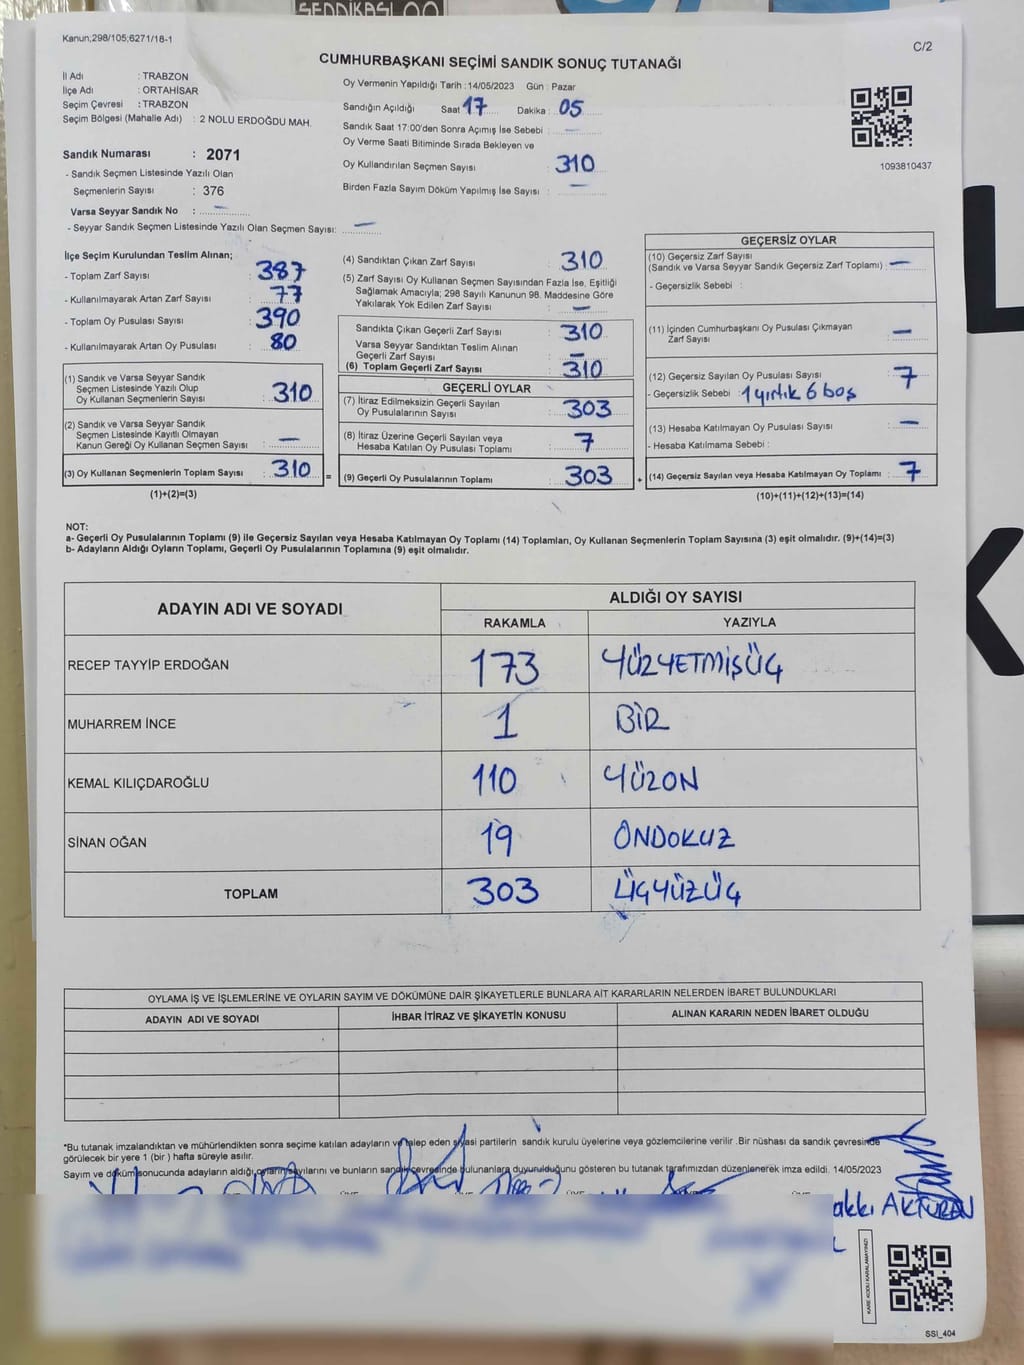 SENDİKASI
Kanun;298/105;6271/18-1
C/2
CUMHURBAŞKANI SEÇİMİ SANDIK SONUÇ TUTANAĞI
İl Adı : TRABZON
İlçe Adı : ORTAHİSAR
Seçim Çevresi : TRABZON
Seçim Bölgesi (Mahalle Adı) : 2 NOLU ERDOĞDU MAH.
Sandık Numarası : 2071
- Sandık Seçmen Listesinde Yazılı Olan
Seçmenlerin Sayısı : 376
Varsa Seyyar Sandık No : —
- Seyyar Sandık Seçmen Listesinde Yazılı Olan Seçmen Sayısı: —
Oy Vermenin Yapıldığı Tarih :14/05/2023 Gün : Pazar
Sandığın Açıldığı Saat 17 Dakika : 05
Sandık Saat 17:00'den Sonra Açımış İse Sebebi : —
Oy Verme Saati Bitiminde Sırada Bekleyen ve
Oy Kullandırılan Seçmen Sayısı : 310
Birden Fazla Sayım Döküm Yapılmış İse Sayısı : —
1093810437
İlçe Seçim Kurulundan Teslim Alınan;
- Toplam Zarf Sayısı : 387
- Kullanılmayarak Artan Zarf Sayısı : 77
- Toplam Oy Pusulası Sayısı : 390
- Kullanılmayarak Artan Oy Pusulası : 80
(1) Sandık ve Varsa Seyyar Sandık
Seçmen Listesinde Yazılı Olup
Oy Kullanan Seçmenlerin Sayısı : 310
(2) Sandık ve Varsa Seyyar Sandık
Seçmen Listesinde Kayıtlı Olmayan
Kanun Gereği Oy Kullanan Seçmen Sayısı : —
(3) Oy Kullanan Seçmenlerin Toplam Sayısı : 310
(1)+(2)=(3)
=
(4) Sandıktan Çıkan Zarf Sayısı : 310
(5) Zarf Sayısı Oy Kullanan Seçmen Sayısından Fazla İse, Eşitliği
Sağlamak Amacıyla; 298 Sayılı Kanunun 98. Maddesine Göre
Yakılarak Yok Edilen Zarf Sayısı : —
Sandıkta Çıkan Geçerli Zarf Sayısı : 310
Varsa Seyyar Sandıktan Teslim Alınan
Geçerli Zarf Sayısı : —
(6) Toplam Geçerli Zarf Sayısı : 310
GEÇERLİ OYLAR
(7) İtiraz Edilmeksizin Geçerli Sayılan
Oy Pusulalarının Sayısı : 303
(8) İtiraz Üzerine Geçerli Sayılan veya
Hesaba Katılan Oy Pusulası Toplamı : 7
(9) Geçerli Oy Pusulalarının Toplamı : 303
+
GEÇERSİZ OYLAR
(10) Geçersiz Zarf Sayısı
(Sandık ve Varsa Seyyar Sandık Geçersiz Zarf Toplamı) : —
- Geçersizlik Sebebi :
(11) İçinden Cumhurbaşkanı Oy Pusulası Çıkmayan
Zarf Sayısı : —
(12) Geçersiz Sayılan Oy Pusulası Sayısı : 7
- Geçersizlik Sebebi : 1 yırtık 6 boş
(13) Hesaba Katılmayan Oy Pusulası Sayısı : —
- Hesaba Katılmama Sebebi :
(14) Geçersiz Sayılan veya Hesaba Katılmayan Oy Toplamı : 7
(10)+(11)+(12)+(13)=(14)
NOT:
a- Geçerli Oy Pusulalarının Toplamı (9) ile Geçersiz Sayılan veya Hesaba Katılmayan Oy Toplamı (14) Toplamları, Oy Kullanan Seçmenlerin Toplam Sayısına (3) eşit olmalıdır. (9)+(14)=(3)
b- Adayların Aldığı Oyların Toplamı, Geçerli Oy Pusulalarının Toplamına (9) eşit olmalıdır.
ADAYIN ADI VE SOYADI ALDIĞI OY SAYISI
RAKAMLA YAZIYLA
RECEP TAYYİP ERDOĞAN 173 YÜZYETMİŞÜÇ
MUHARREM İNCE 1 BİR
KEMAL KILIÇDAROĞLU 110 YÜZON
SİNAN OĞAN 19 ONDOKUZ
TOPLAM 303 ÜÇYÜZÜÇ
OYLAMA İŞ VE İŞLEMLERİNE VE OYLARIN SAYIM VE DÖKÜMÜNE DAİR ŞİKAYETLERLE BUNLARA AİT KARARLARIN NELERDEN İBARET BULUNDUKLARI
ADAYIN ADI VE SOYADI İHBAR İTİRAZ VE ŞİKAYETİN KONUSU ALINAN KARARIN NEDEN İBARET OLDUĞU
*Bu tutanak imzalandıktan ve mühürlendikten sonra seçime katılan adayların ve talep eden siyasi partilerin sandık kurulu üyelerine veya gözlemcilerine verilir .Bir nüshası da sandık çevresinde
görülecek bir yere 1 (bir ) hafta süreyle asılır.
Sayım ve döküm sonucunda adayların aldığı oyların sayılarını ve bunların sandık çevresinde bulunanlara duyurulduğunu gösteren bu tutanak tarafımızdan düzenlenerek imza edildi. 14/05/2023
akkı AKTURAN
KARE KODU KARALAMAYINIZ!
SSI_404
L
K